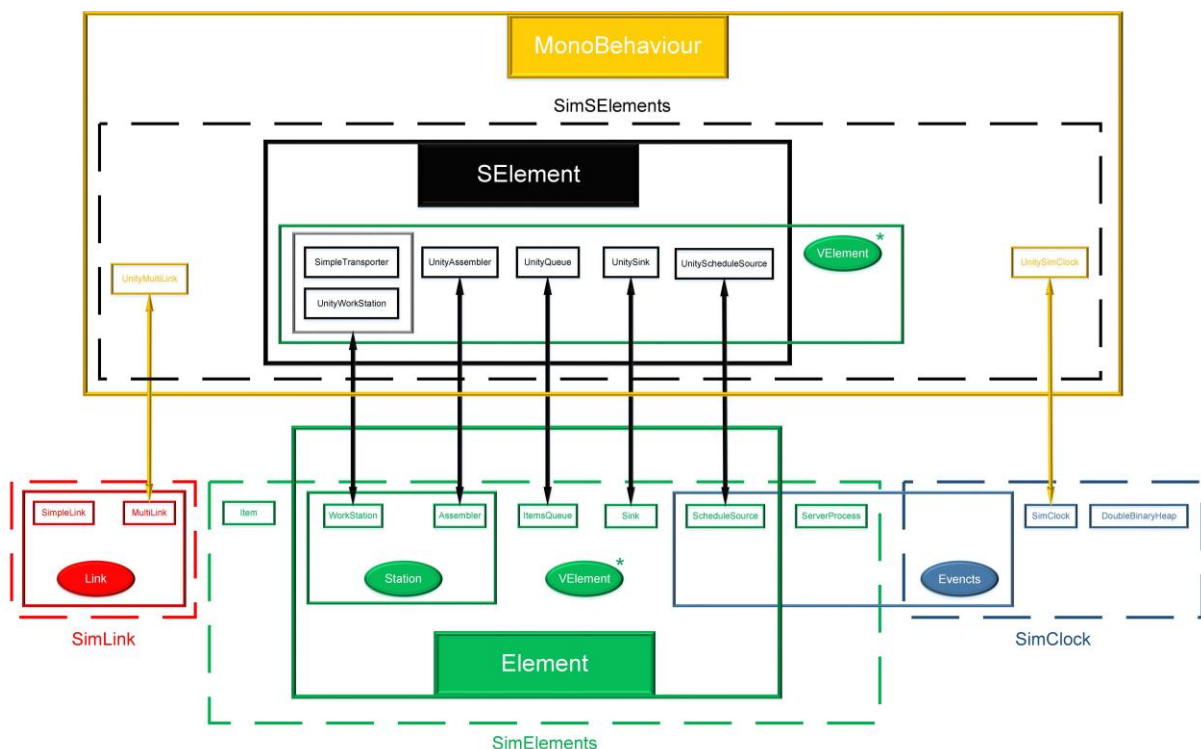 MonoBehaviour
SimSElements
SElement
VElement *
SimpleTransporter
UnityAssembler
UnityQueue
UnitySink
UnityScheduleSource
UnityMultiLink
UnitySimClock
UnityWorkStation
SimpleLink
MultiLink
Item
WorkStation
Assembler
ItemsQueue
Sink
ScheduleSource
ServerProcess
SimClock
DoubleBinaryHeap
Link
Station
VElement *
Evencts
SimLink
SimClock
Element
SimElements